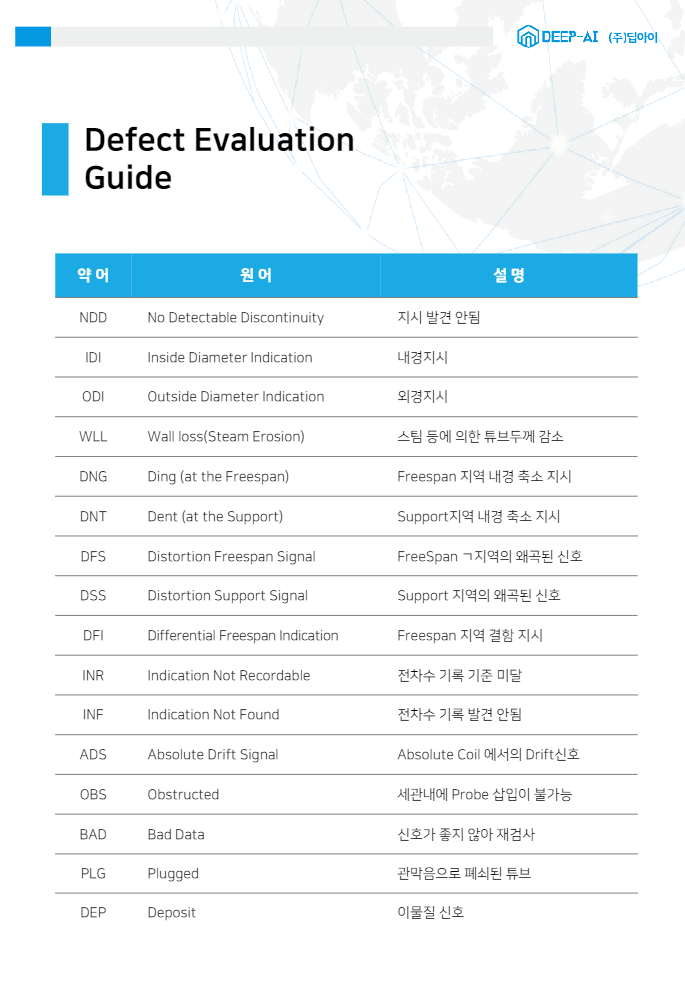 DEEP-AI (주)딥아이
Defect Evaluation
Guide
약 어 원 어 설 명
NDD No Detectable Discontinuity 지시 발견 안됨
IDI Inside Diameter Indication 내경지시
ODI Outside Diameter Indication 외경지시
WLL Wall loss(Steam Erosion) 스팀 등에 의한 튜브두께 감소
DNG Ding (at the Freespan) Freespan 지역 내경 축소 지시
DNT Dent (at the Support) Support지역 내경 축소 지시
DFS Distortion Freespan Signal FreeSpan ㄱ지역의 왜곡된 신호
DSS Distortion Support Signal Support 지역의 왜곡된 신호
DFI Differential Freespan Indication Freespan 지역 결함 지시
INR Indication Not Recordable 전차수 기록 기준 미달
INF Indication Not Found 전차수 기록 발견 안됨
ADS Absolute Drift Signal Absolute Coil 에서의 Drift신호
OBS Obstructed 세관내에 Probe 삽입이 불가능
BAD Bad Data 신호가 좋지 않아 재검사
PLG Plugged 관막음으로 폐쇠된 튜브
DEP Deposit 이물질 신호